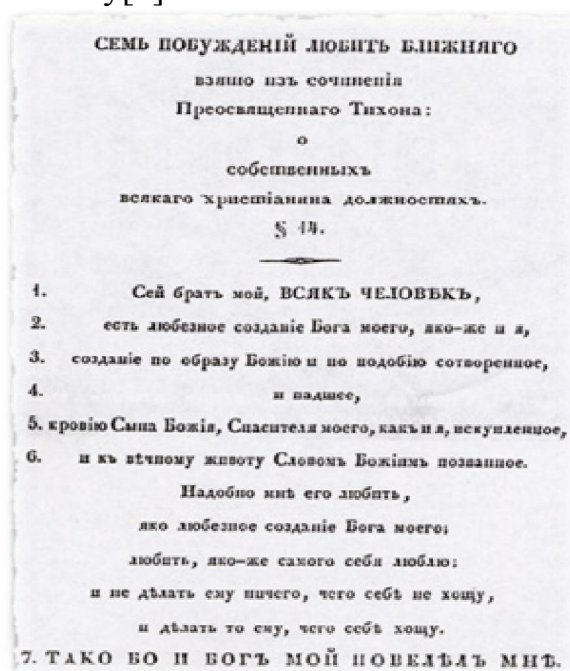 СЕМЬ ПОБУЖДЕНІЙ ЛЮБИТЬ БЛИЖНЯГО
взято изъ сочиненія
Преосвященнаго Тихона:
о
собственныхъ
всякаго христіанина должностяхъ.
§ 14.
1. Сей братъ мой, ВСЯКЪ ЧЕЛОВѢКЪ,
2. есть любезное созданіе Бога моего, яко-же и я,
3. созданіе по образу Божію и по подобію сотворенное,
4. и падшее,
5. кровію Сына Божія, Спасителя моего, какъ и я, искупленное,
6. и къ вѣчному животу Словомъ Божіимъ позванное.
Надобно мнѣ его любить,
яко любезное созданіе Бога моего;
любить, яко-же самого себя люблю;
и не дѣлать ему ничего, чего себѣ не хощу,
и дѣлать то ему, чего себѣ хощу.
7. ТАКО БО И БОГЪ МОЙ ПОВЕЛѢЛЪ МНѢ.